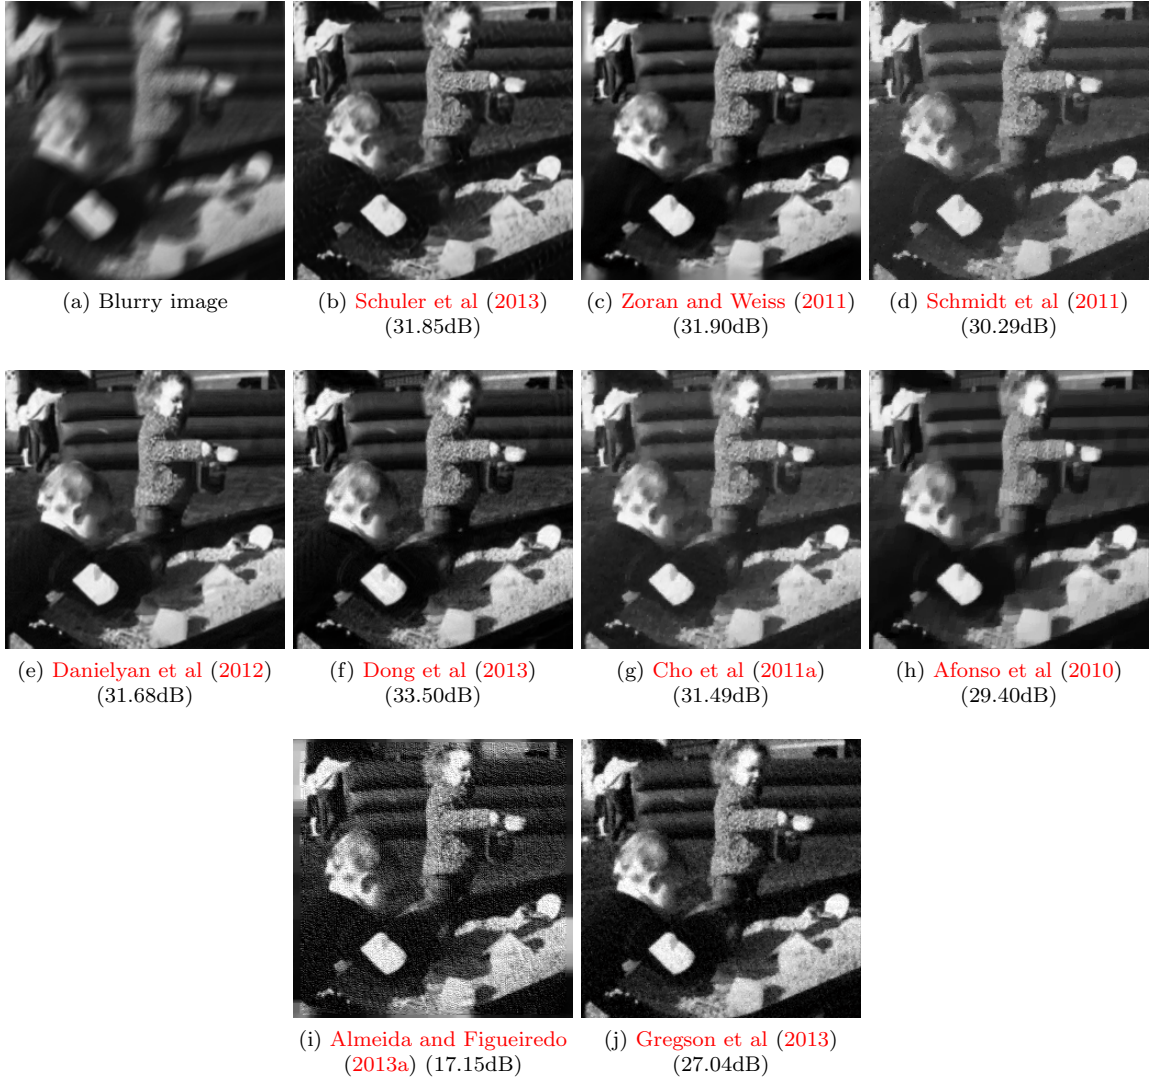 (a) Blurry image
(b) Schuler et al (2013)
(31.85dB)
(c) Zoran and Weiss (2011)
(31.90dB)
(d) Schmidt et al (2011)
(30.29dB)
(e) Danielyan et al (2012)
(31.68dB)
(f) Dong et al (2013)
(33.50dB)
(g) Cho et al (2011a)
(31.49dB)
(h) Afonso et al (2010)
(29.40dB)
(i) Almeida and Figueiredo
(2013a) (17.15dB)
(j) Gregson et al (2013)
(27.04dB)